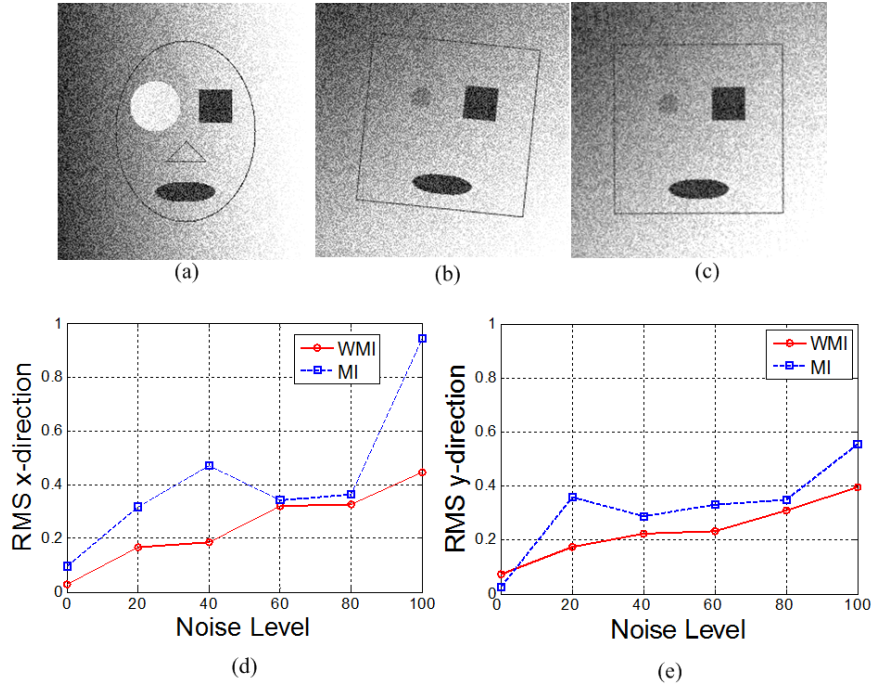 (a)
(b)
(c)
RMS x-direction
1
0.8
0.6
0.4
0.2
0
0
20
40
60
80
100
WMI
MI
Noise Level
(d)
RMS y-direction
1
0.8
0.6
0.4
0.2
0
0
20
40
60
80
100
WMI
MI
Noise Level
(e)